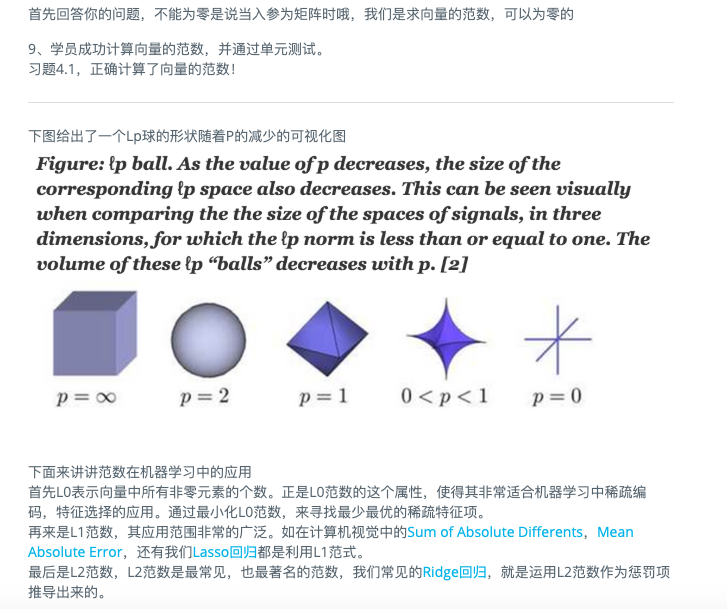 首先回答你的问题，不能为零是说当入参为矩阵时哦，我们是求向量的范数，可以为零的
9、学员成功计算向量的范数，并通过单元测试。
习题4.1，正确计算了向量的范数！
下图给出了一个Lp球的形状随着P的减少的可视化图
Figure: ℓp ball. As the value of p decreases, the size of the
corresponding ℓp space also decreases. This can be seen visually
when comparing the the size of the spaces of signals, in three
dimensions, for which the ℓp norm is less than or equal to one. The
volume of these ℓp “balls” decreases with p. [2]
p = ∞ p = 2 p = 1 0 < p < 1 p = 0
下面来讲讲范数在机器学习中的应用
首先L0表示向量中所有非零元素的个数。正是L0范数的这个属性，使得其非常适合机器学习中稀疏编
码，特征选择的应用。通过最小化L0范数，来寻找最少最优的稀疏特征项。
再来是L1范数，其应用范围非常的广泛。如在计算机视觉中的Sum of Absolute Differents，Mean
Absolute Error，还有我们Lasso回归都是利用L1范式。
最后是L2范数，L2范数是最常见，也最著名的范数，我们常见的Ridge回归，就是运用L2范数作为惩罚项
推导出来的。